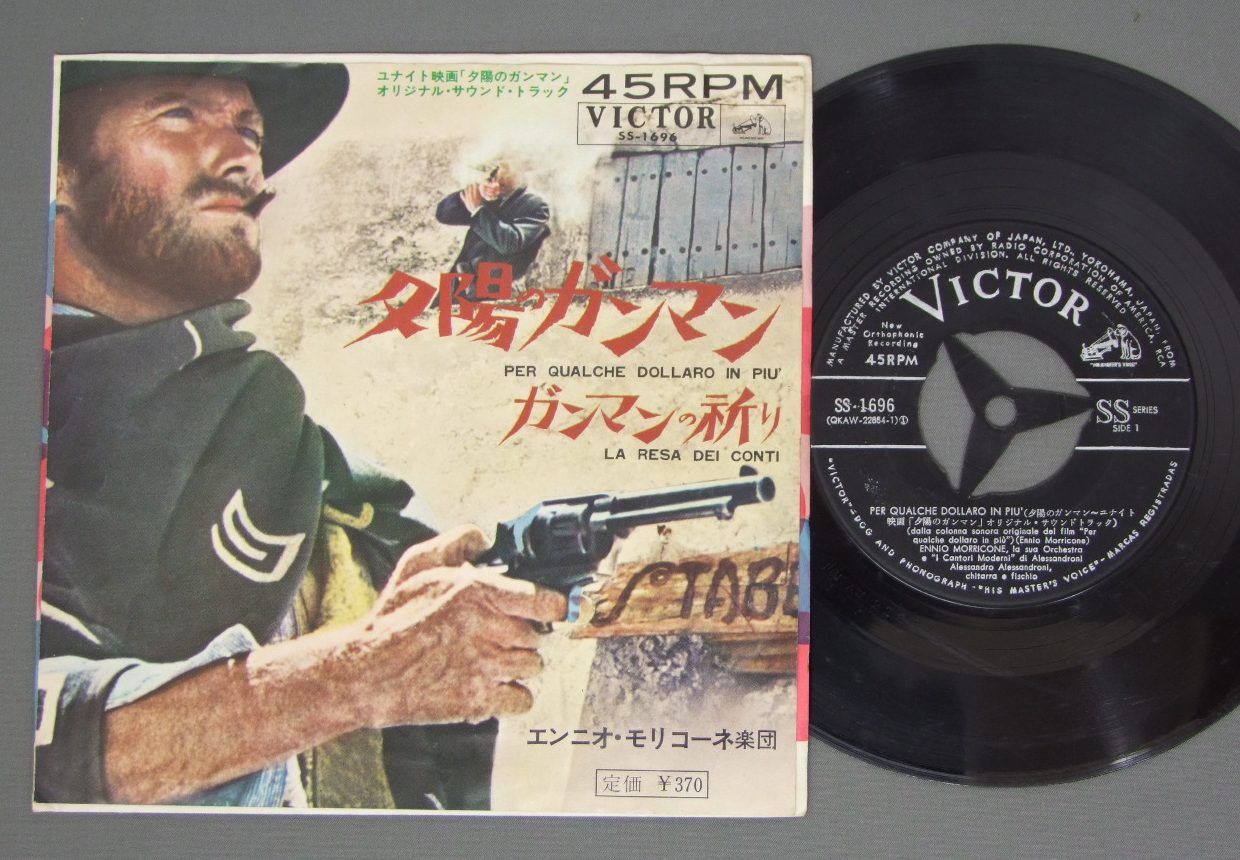 ユナイト映画「夕陽のガンマン」
オリジナル・サウンド・トラック
45RPM
VICTOR
SS-1696
夕陽のガンマン
PER QUALCHE DOLLARO IN PIU'
ガンマンの祈り
LA RESA DEI CONTI
STABE
エンニオ・モリコーネ楽団
定価 ¥370
MANUFACTURED BY VICTOR COMPANY OF JAPAN, LTD. YOKOHAMA, JAPAN. FROM
A MASTER RECORDING OWNED BY RADIO CORPORATION OF AMERICA, RCA
INTERNATIONAL DIVISION. ALL RIGHTS RESERVED
VICTOR
New
Orthophonic
Recording
45RPM
"HIS MASTER'S VOICE"
SS-1696
(QKAW-22864-1)①
SS SERIES
SIDE 1
PER QUALCHE DOLLARO IN PIU'(夕陽のガンマン~ユナイト
映画「夕陽のガンマン」オリジナル・サウンドトラック)
(dalla colonna sonora originale del film "Per
qualche dollaro in più")(Ennio Morricone)
ENNIO MORRICONE, la sua Orchestra
e "i Cantori Moderni" di Alessandroni
Alessandro Alessandroni,
chitarra e fischio
"VICTOR"-DOG AND PHONOGRAPH-"HIS MASTER'S VOICE"-MARCAS REGISTRADAS